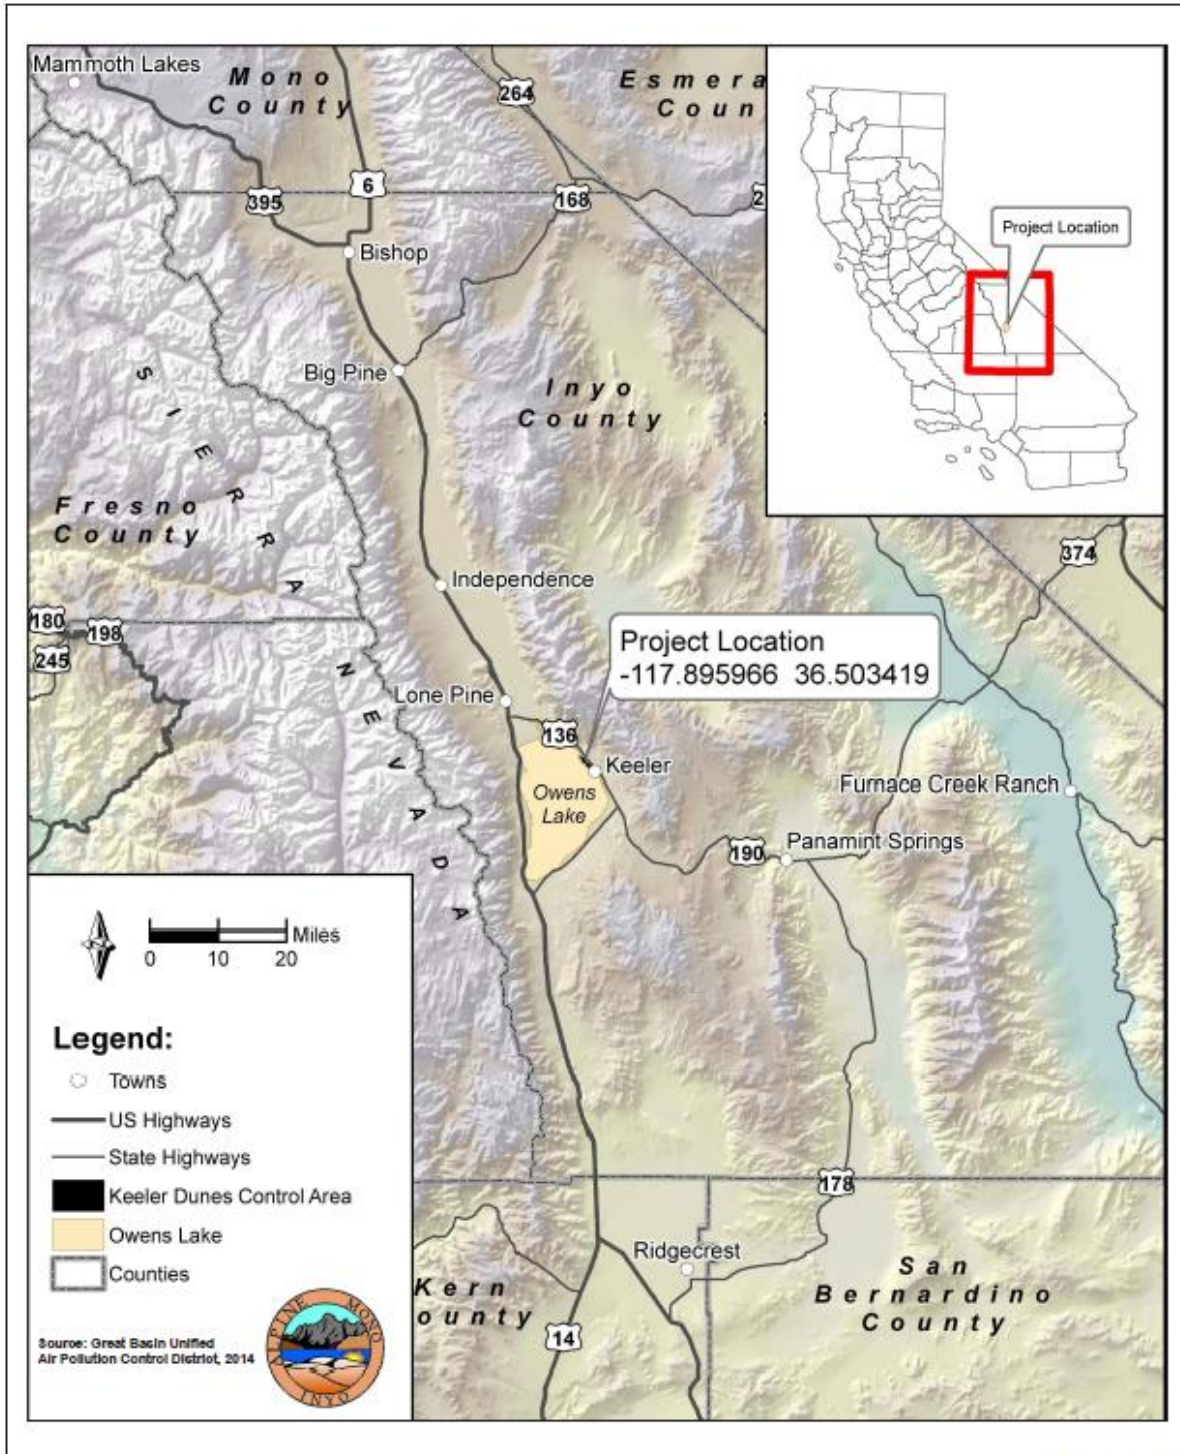 Mammoth Lakes
Mono
County
264
Esmera
Coun
6
395
168
2
Bishop
Project Location
Big Pine
Inyo
County
S I E R R A N E V A D A
Fresno
County
374
Independence
180
198
245
Project Location
-117.895966 36.503419
Lone Pine
136
Keeler
Owens
Lake
Furnace Creek Ranch
190
Panamint Springs
N
Miles
0 10 20
Legend:
Towns
US Highways
State Highways
Keeler Dunes Control Area
Owens Lake
Counties
178
Ridgecrest
Kern
ounty
San
Bernardino
County
14
Source: Great Basin Unified
Air Pollution Control District, 2014
ALPINE MONO
INYO